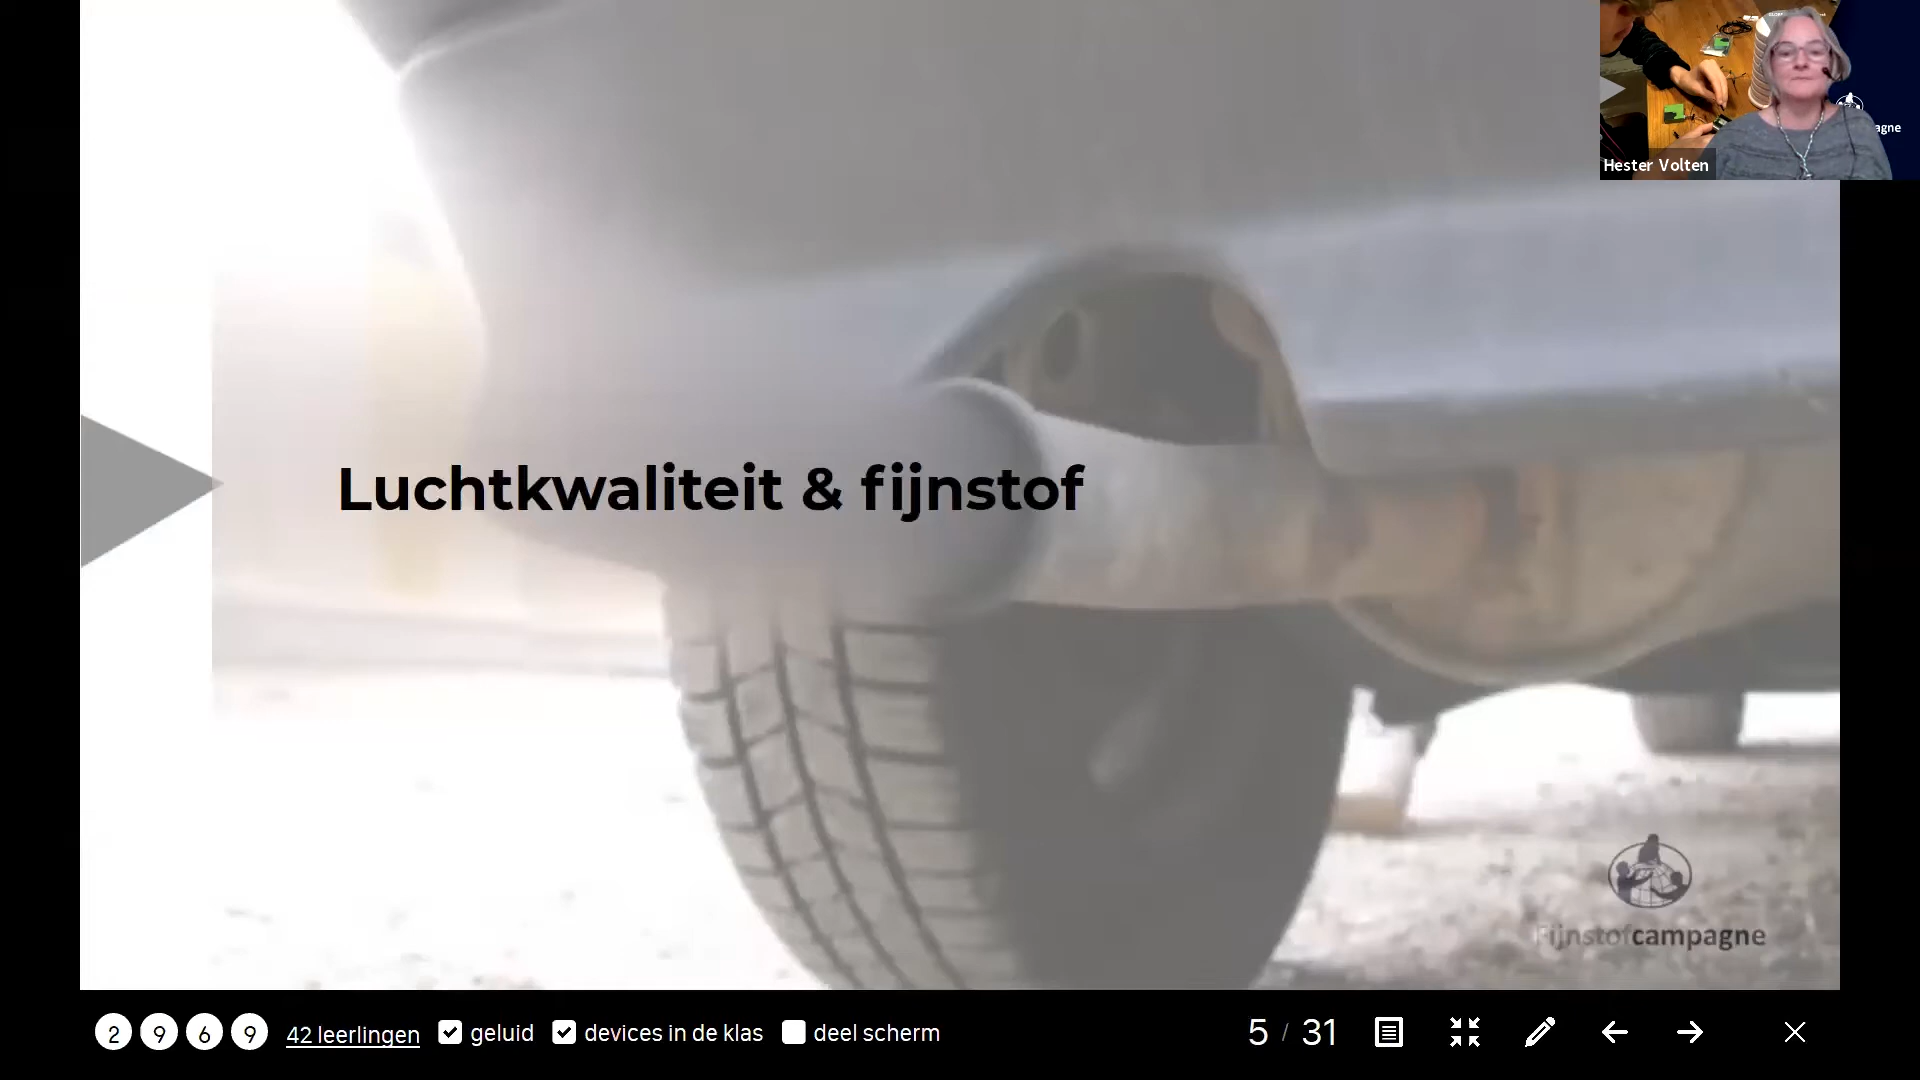 agne
Hester Volten
Luchtkwaliteit & fijnstof
Fijnstofcampagne
2 9 6 9 42 leerlingen geluid devices in de klas deel scherm 5 / 31